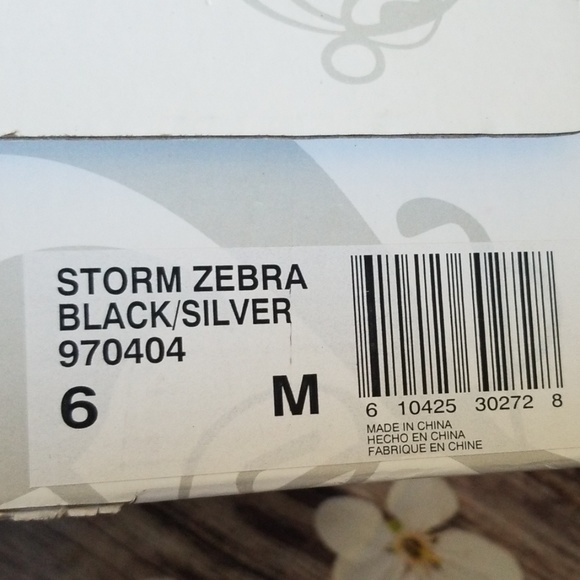 STORM ZEBRA
BLACK/SILVER
970404
6 M
6 10425 30272 8
MADE IN CHINA
HECHO EN CHINA
FABRIQUE EN CHINE